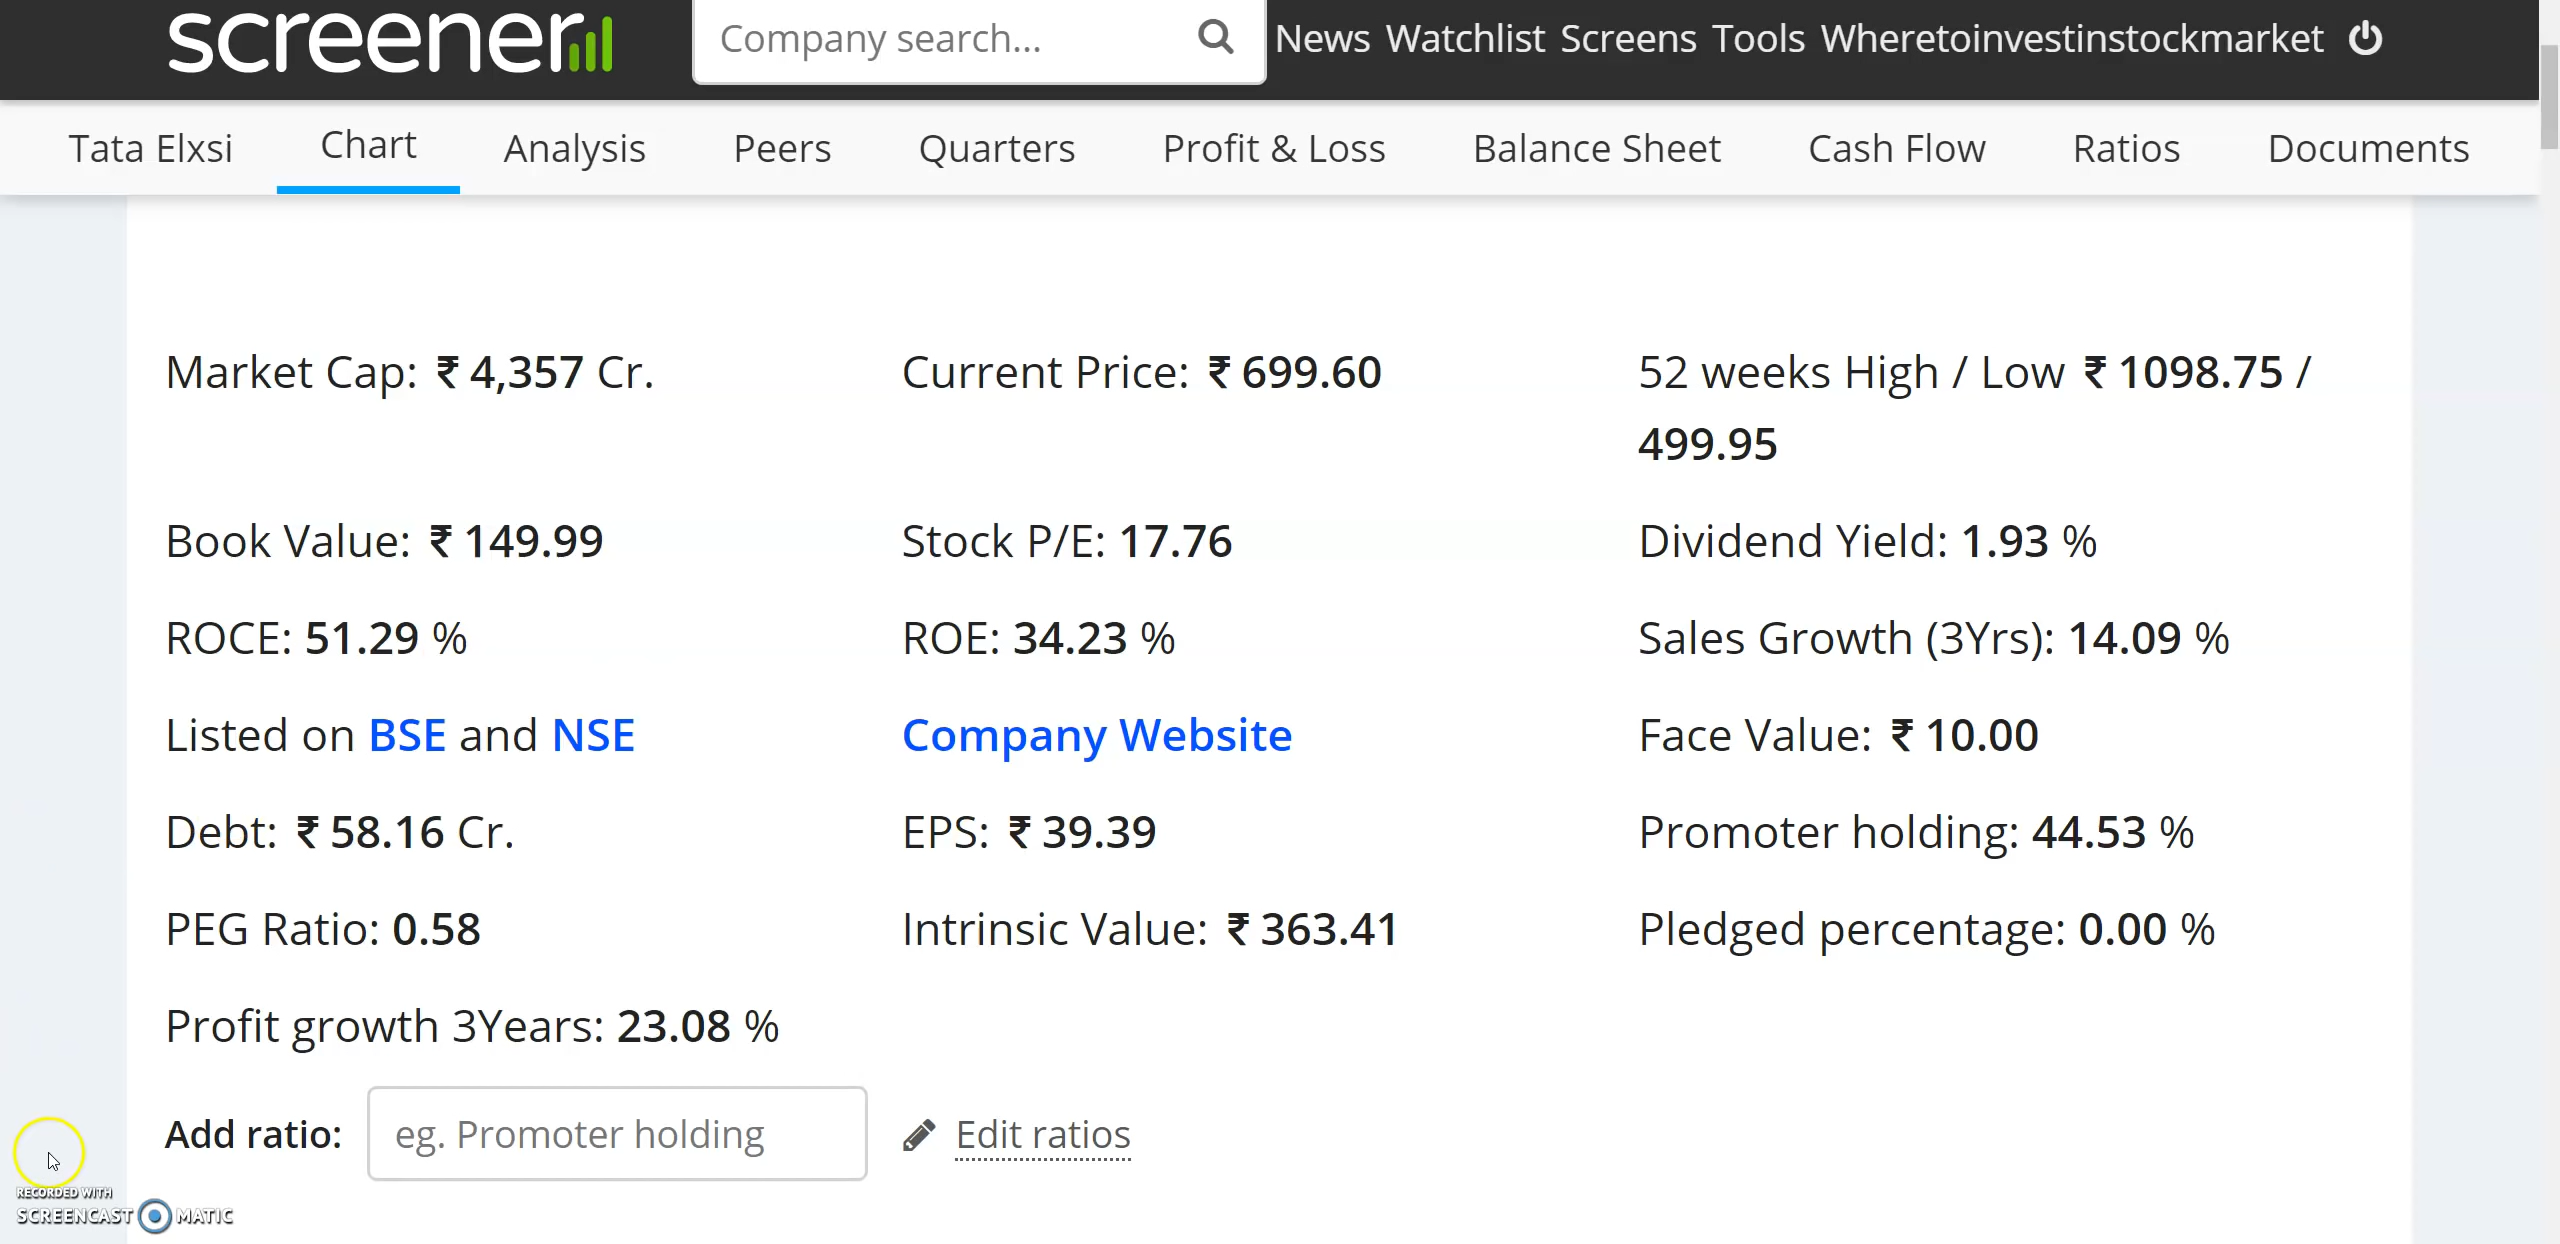 screener
Company search...
News Watchlist Screens Tools Wheretoinvestinstockmarket
Tata Elxsi Chart Analysis Peers Quarters Profit & Loss Balance Sheet Cash Flow Ratios Documents
Market Cap: ₹ 4,357 Cr.
Current Price: ₹ 699.60
52 weeks High / Low ₹ 1098.75 /
499.95
Book Value: ₹ 149.99
Stock P/E: 17.76
Dividend Yield: 1.93 %
ROCE: 51.29 %
ROE: 34.23 %
Sales Growth (3Yrs): 14.09 %
Listed on BSE and NSE
Company Website
Face Value: ₹ 10.00
Debt: ₹ 58.16 Cr.
EPS: ₹ 39.39
Promoter holding: 44.53 %
PEG Ratio: 0.58
Intrinsic Value: ₹ 363.41
Pledged percentage: 0.00 %
Profit growth 3Years: 23.08 %
Add ratio: eg. Promoter holding Edit ratios
RECORDED WITH
SCREENCAST MATIC